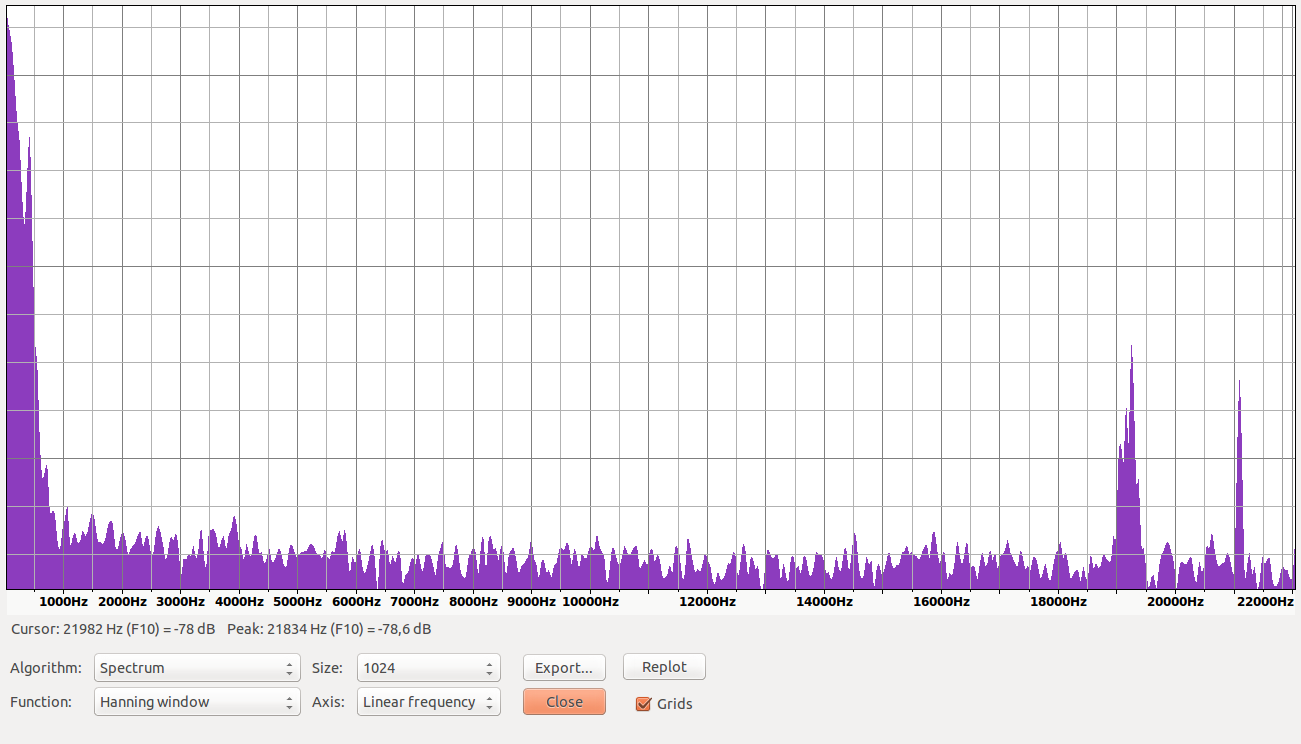 1000Hz 2000Hz 3000Hz 4000Hz 5000Hz 6000Hz 7000Hz 8000Hz 9000Hz 10000Hz 12000Hz 14000Hz 16000Hz 18000Hz 20000Hz 22000Hz
Cursor: 21982 Hz (F10) = -78 dB Peak: 21834 Hz (F10) = -78,6 dB
Algorithm: Spectrum Size: 1024 Export... Replot
Function: Hanning window Axis: Linear frequency Close Grids